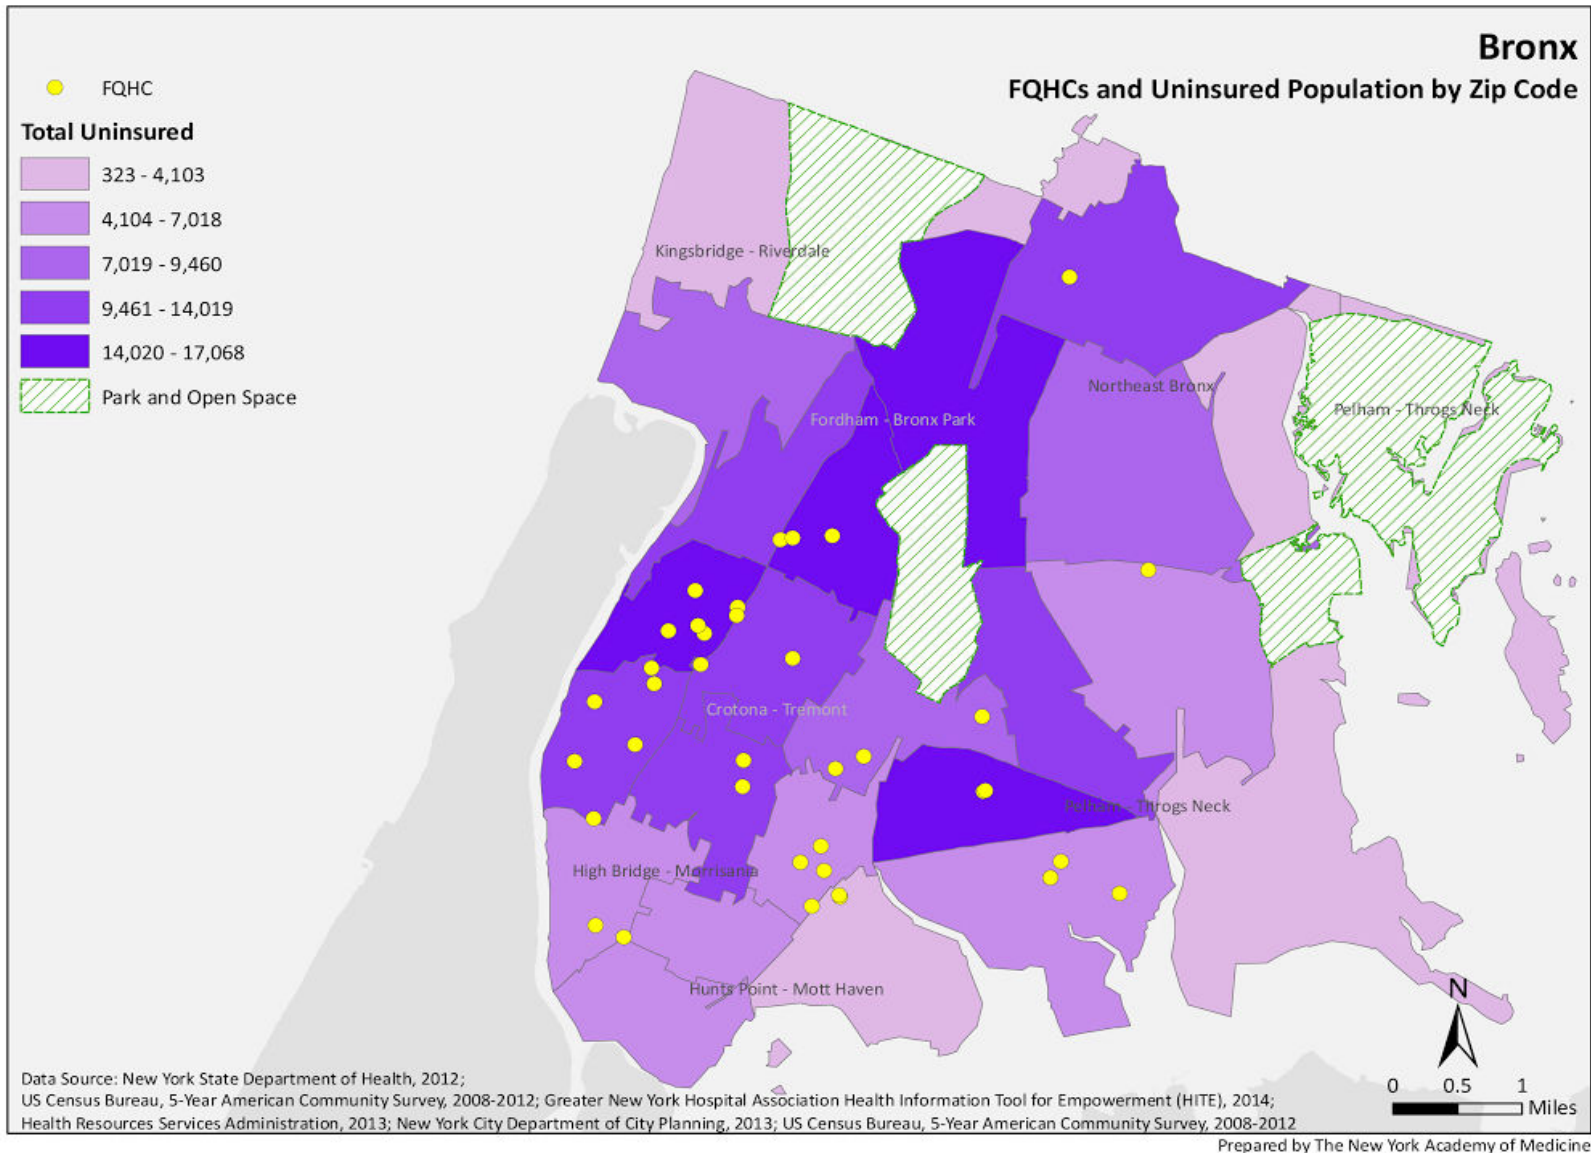 Bronx
FQHCs and Uninsured Population by Zip Code
FQHC
Total Uninsured
323 - 4,103
4,104 - 7,018
7,019 - 9,460
9,461 - 14,019
14,020 - 17,068
Park and Open Space
Kingsbridge - Riverdale
Northeast Bronx
Pelham - Throgs Neck
Fordham - Bronx Park
Crotona - Tremont
Pelham - Throgs Neck
High Bridge - Morrisania
Hunts Point - Mott Haven
N
0 0.5 1
Miles
Data Source: New York State Department of Health, 2012;
US Census Bureau, 5-Year American Community Survey, 2008-2012; Greater New York Hospital Association Health Information Tool for Empowerment (HITE), 2014;
Health Resources Services Administration, 2013; New York City Department of City Planning, 2013; US Census Bureau, 5-Year American Community Survey, 2008-2012
Prepared by The New York Academy of Medicine